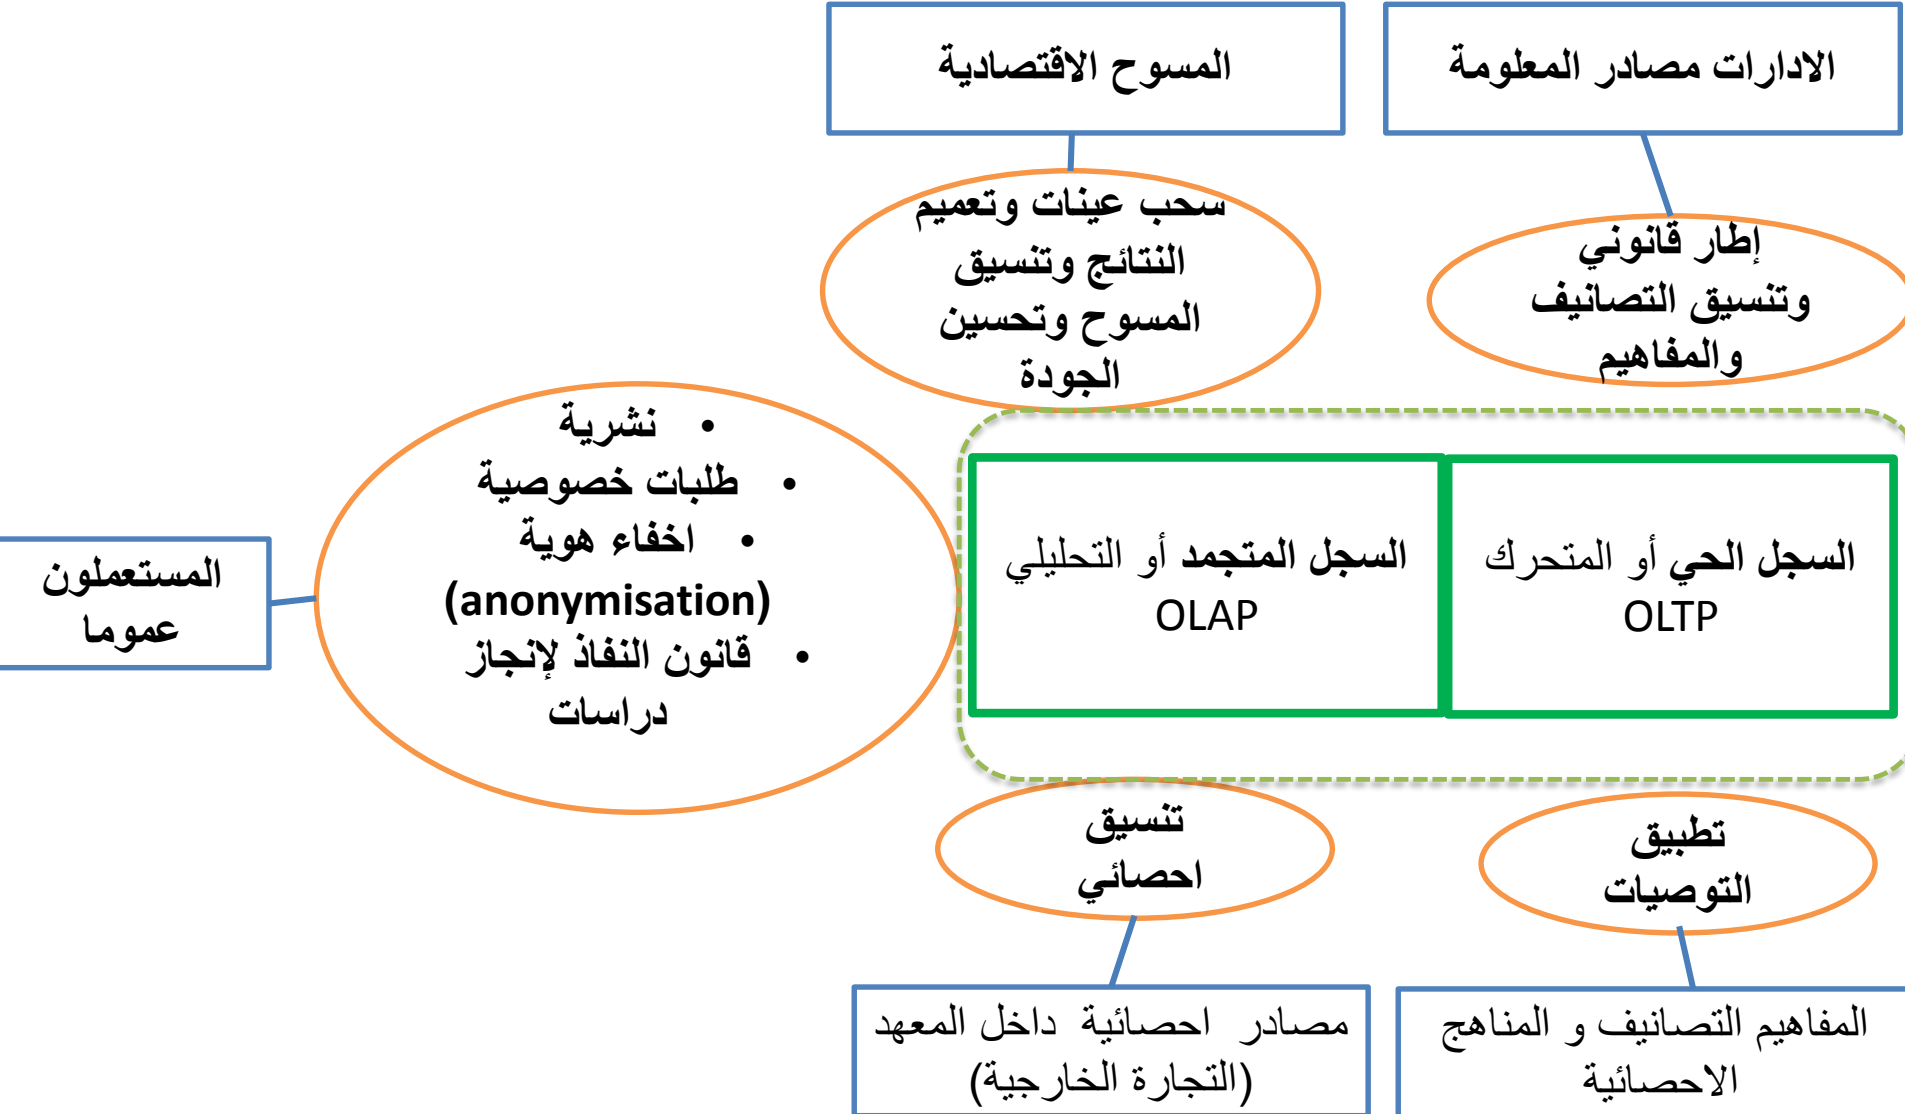 الادارات مصادر المعلومة
المسوح الاقتصادية
إطار قانوني
وتنسيق التصانيف
والمفاهيم
سحب عينات وتعميم
النتائج وتنسيق
المسوح وتحسين
الجودة
السجل الحي أو المتحرك
OLTP
السجل المتجمد أو التحليلي
OLAP
• نشرية
• طلبات خصوصية
• اخفاء هوية
(anonymisation)
• قانون النفاذ لإنجاز
دراسات
المستعملون
عموما
تطبيق
التوصيات
تنسيق
احصائي
المفاهيم التصانيف و المناهج
الاحصائية
مصادر احصائية داخل المعهد
(التجارة الخارجية)